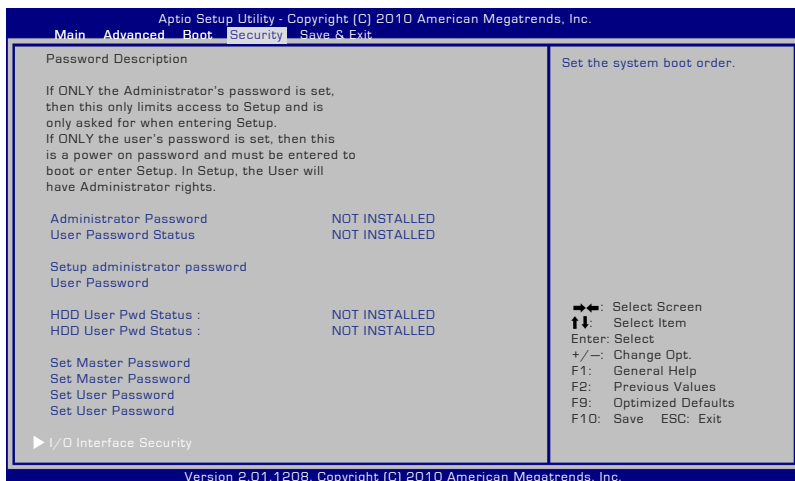 Aptio Setup Utility - Copyright (C) 2010 American Megatrends, Inc.
Main Advanced Boot Security Save & Exit
Password Description
If ONLY the Administrator's password is set,
then this only limits access to Setup and is
only asked for when entering Setup.
If ONLY the user's password is set, then this
is a power on password and must be entered to
boot or enter Setup. In Setup, the User will
have Administrator rights.
Administrator Password NOT INSTALLED
User Password Status NOT INSTALLED
Setup administrator password
User Password
HDD User Pwd Status : NOT INSTALLED
HDD User Pwd Status : NOT INSTALLED
Set Master Password
Set Master Password
Set User Password
Set User Password
▶ I/O Interface Security
Set the system boot order.
→←: Select Screen
↑↓: Select Item
Enter: Select
+/—: Change Opt.
F1: General Help
F2: Previous Values
F9: Optimized Defaults
F10: Save ESC: Exit
Version 2.01.1208. Copyright (C) 2010 American Megatrends, Inc.